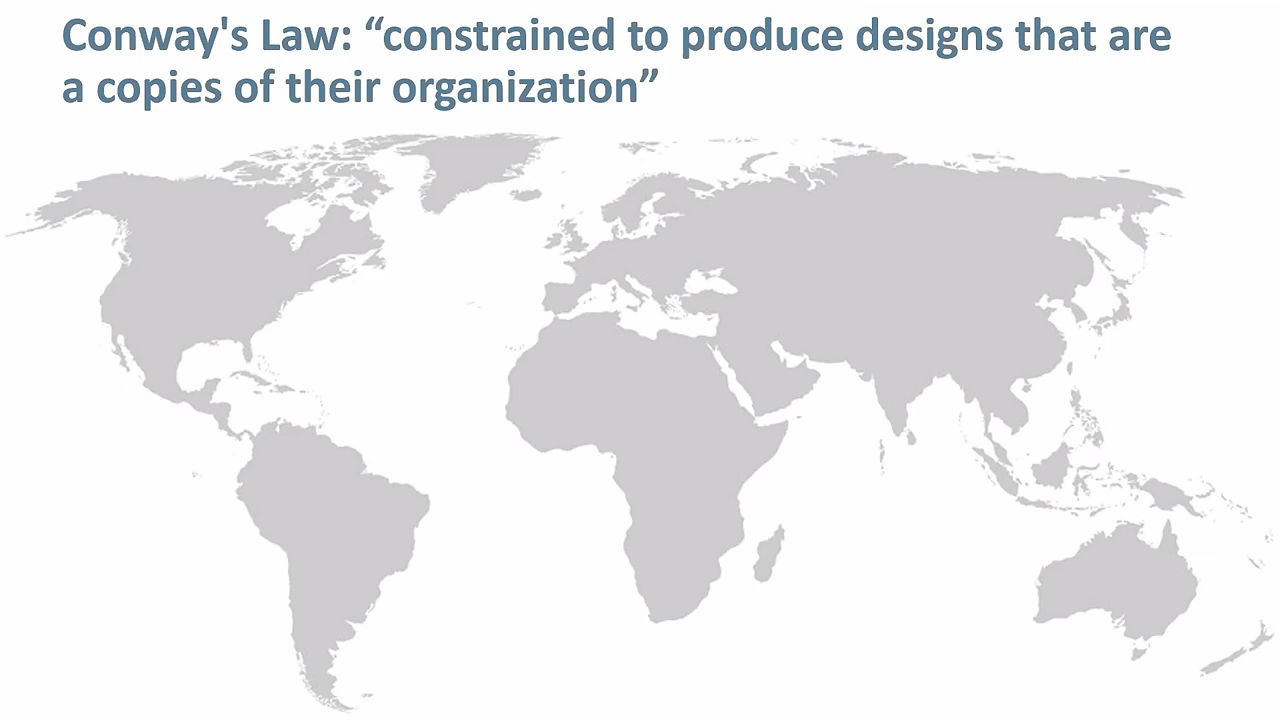 Conway's Law: “constrained to produce designs that are
a copies of their organization”